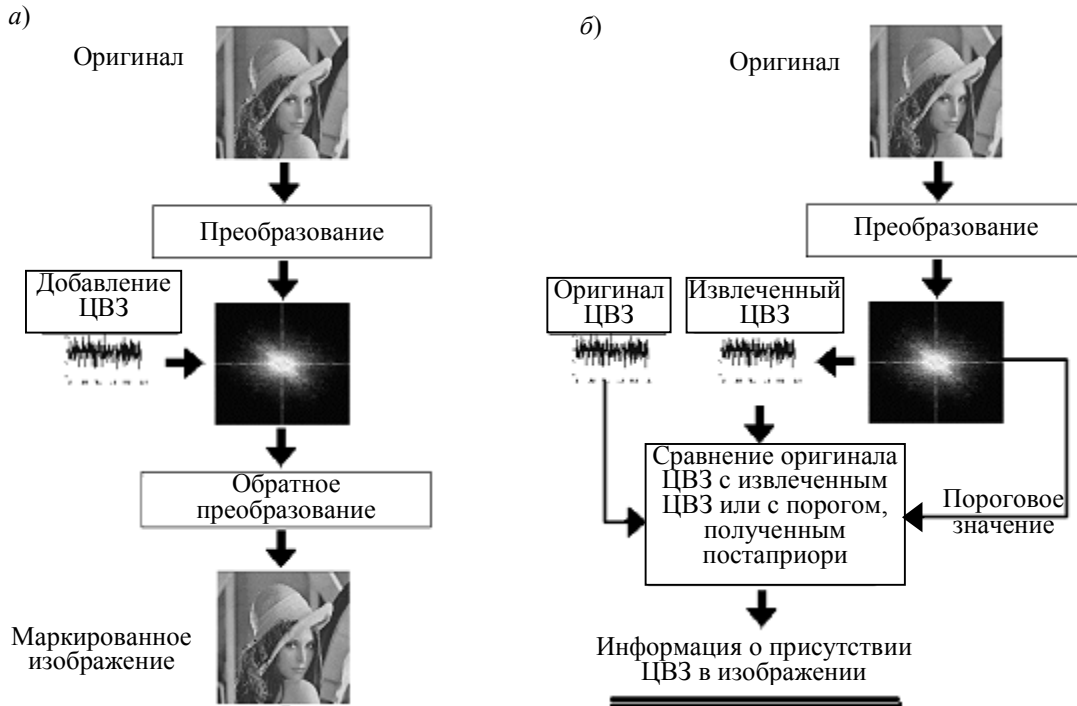 а)
Оригинал
Преобразование
Добавление
ЦВЗ
Обратное
преобразование
Маркированное
изображение
б)
Оригинал
Преобразование
Оригинал
ЦВЗ
Извлеченный
ЦВЗ
Сравнение оригинала
ЦВЗ с извлеченным
ЦВЗ или с порогом,
полученным
постаприори
Пороговое
значение
Информация о присутствии
ЦВЗ в изображении